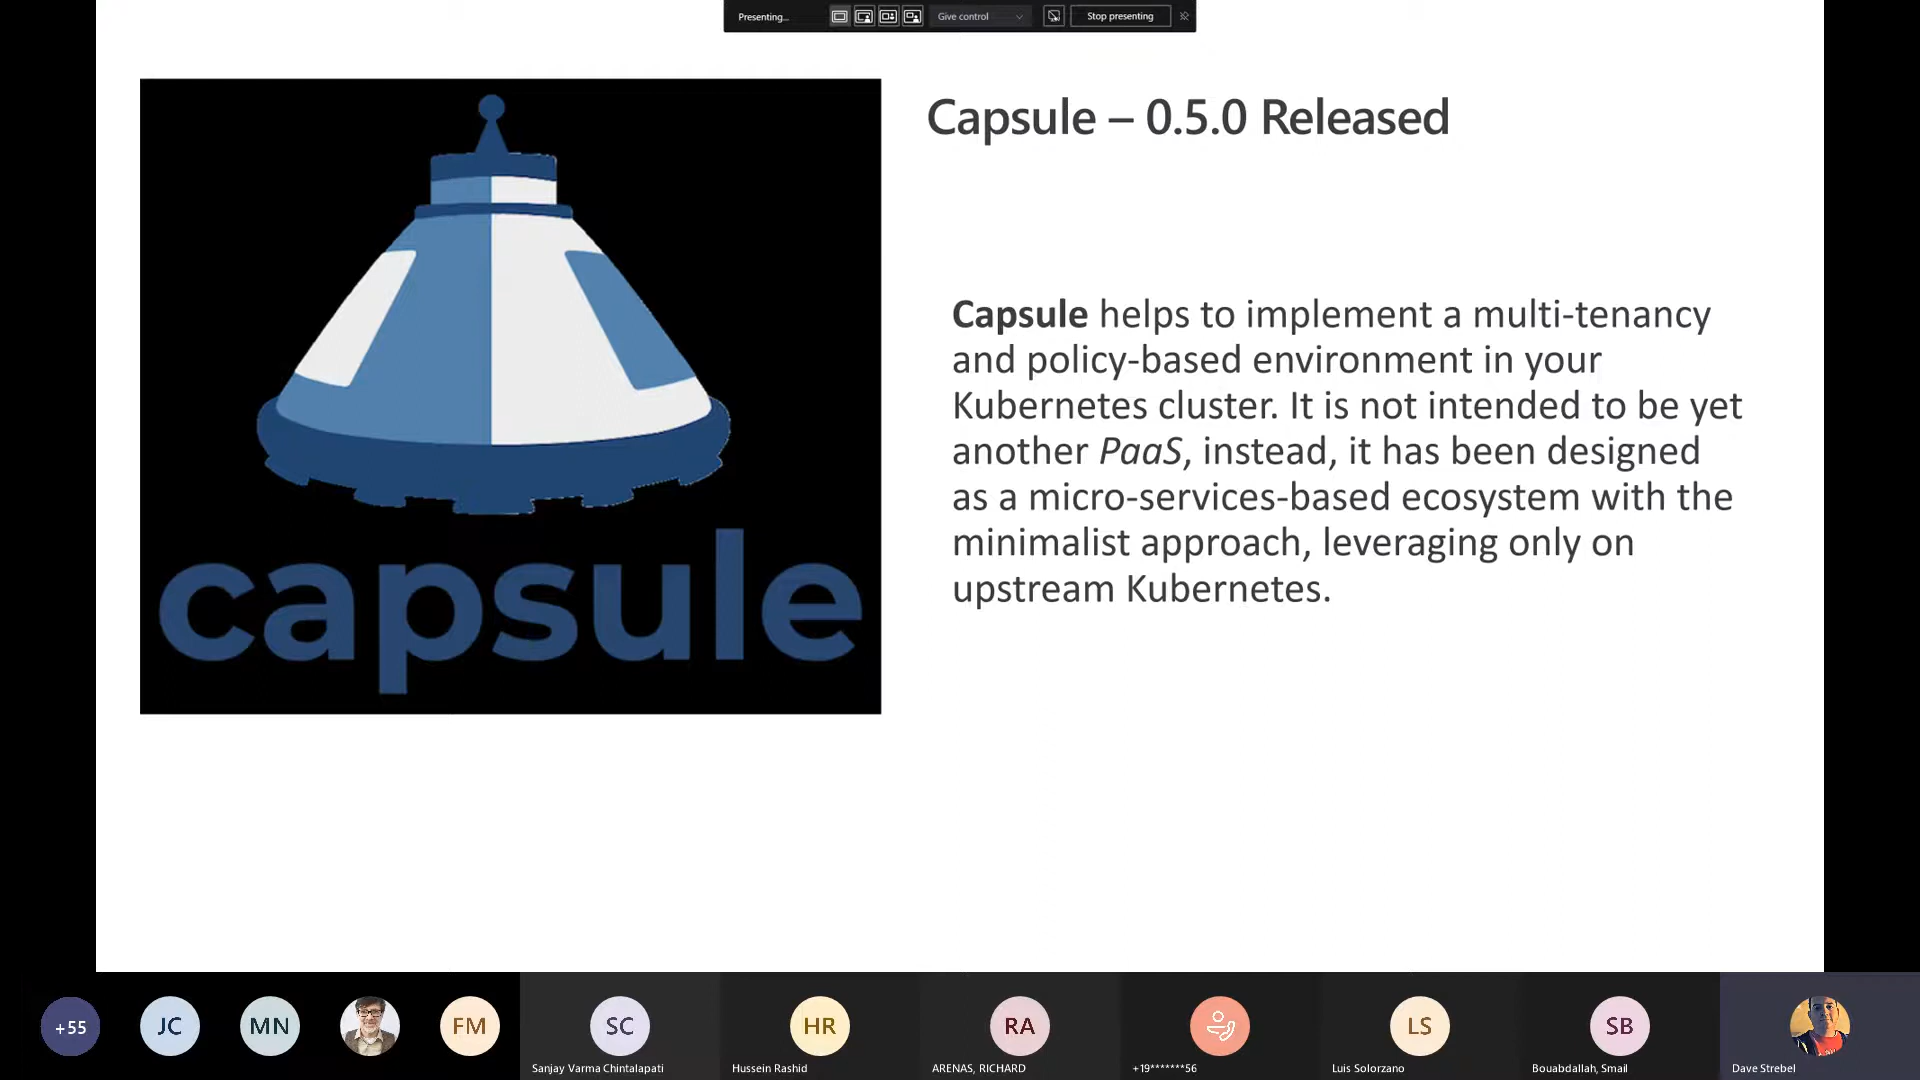 Presenting...
Give control
Stop presenting
Capsule – 0.5.0 Released
capsule
Capsule helps to implement a multi-tenancy
and policy-based environment in your
Kubernetes cluster. It is not intended to be yet
another PaaS, instead, it has been designed
as a micro-services-based ecosystem with the
minimalist approach, leveraging only on
upstream Kubernetes.
+55
JC
MN
FM
SC
HR
RA
LS
SB
Sanjay Varma Chintalapati
Hussein Rashid
ARENAS, RICHARD
+19*******56
Luis Solorzano
Bouabdallah, Smail
Dave Strebel